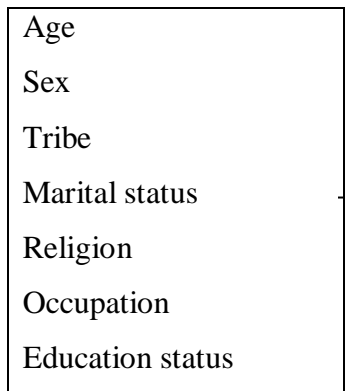 Age
Sex
Tribe
Marital status
Religion
Occupation
Education status